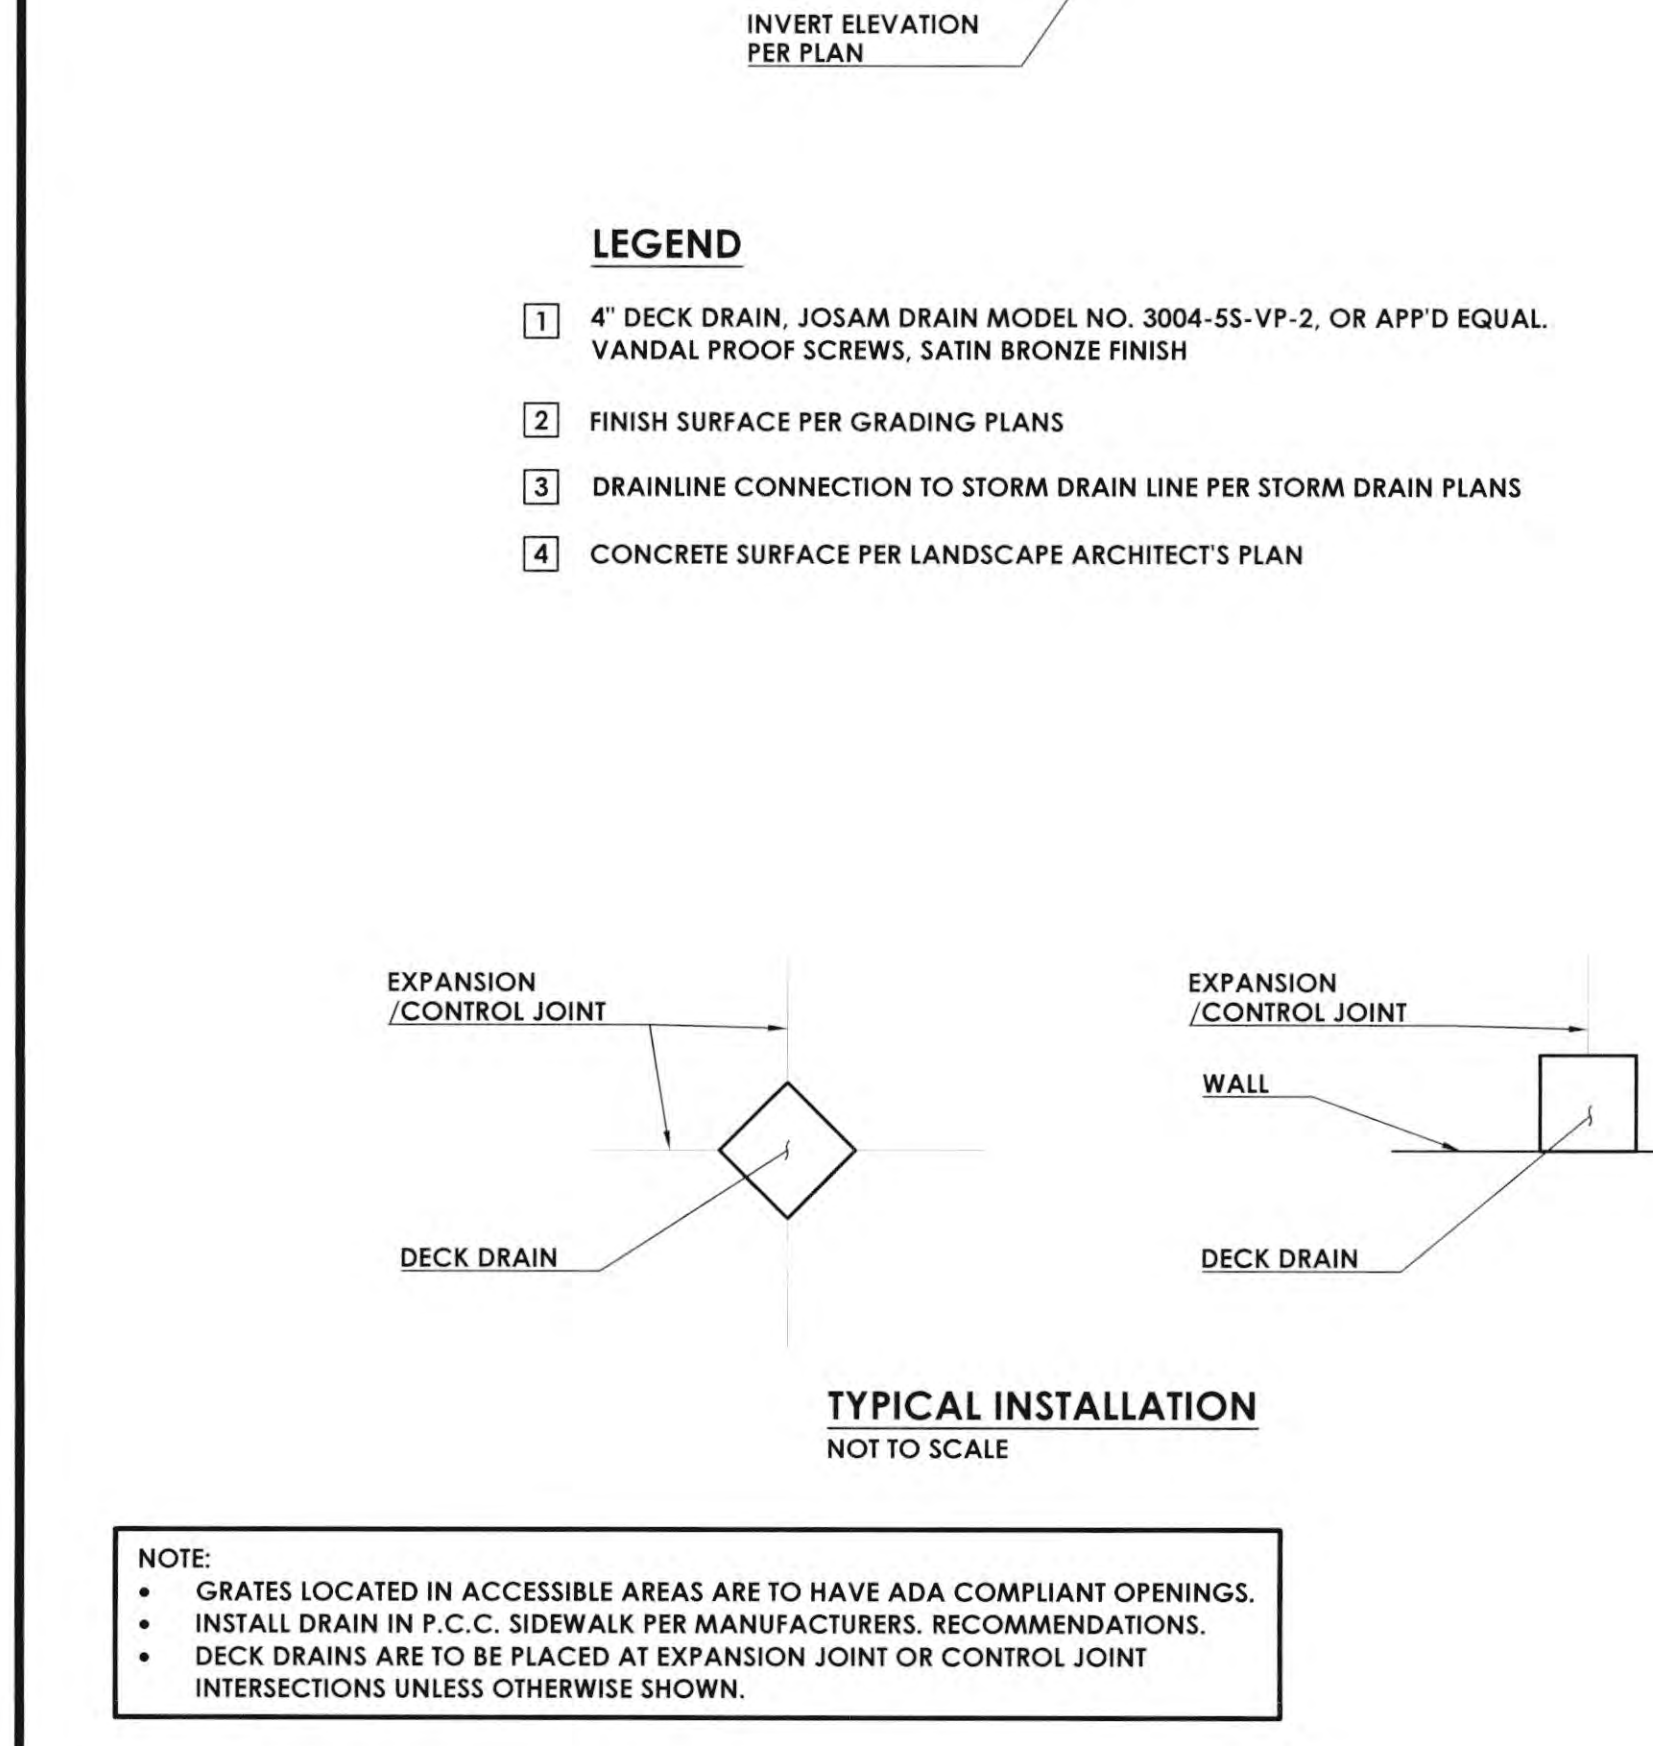 INVERT ELEVATION
PER PLAN
LEGEND
1 4" DECK DRAIN, JOSAM DRAIN MODEL NO. 3004-5S-VP-2, OR APP'D EQUAL.
VANDAL PROOF SCREWS, SATIN BRONZE FINISH
2 FINISH SURFACE PER GRADING PLANS
3 DRAINLINE CONNECTION TO STORM DRAIN LINE PER STORM DRAIN PLANS
4 CONCRETE SURFACE PER LANDSCAPE ARCHITECT'S PLAN
EXPANSION
/CONTROL JOINT
DECK DRAIN
EXPANSION
/CONTROL JOINT
WALL
DECK DRAIN
TYPICAL INSTALLATION
NOT TO SCALE
NOTE:
• GRATES LOCATED IN ACCESSIBLE AREAS ARE TO HAVE ADA COMPLIANT OPENINGS.
• INSTALL DRAIN IN P.C.C. SIDEWALK PER MANUFACTURERS. RECOMMENDATIONS.
• DECK DRAINS ARE TO BE PLACED AT EXPANSION JOINT OR CONTROL JOINT
INTERSECTIONS UNLESS OTHERWISE SHOWN.